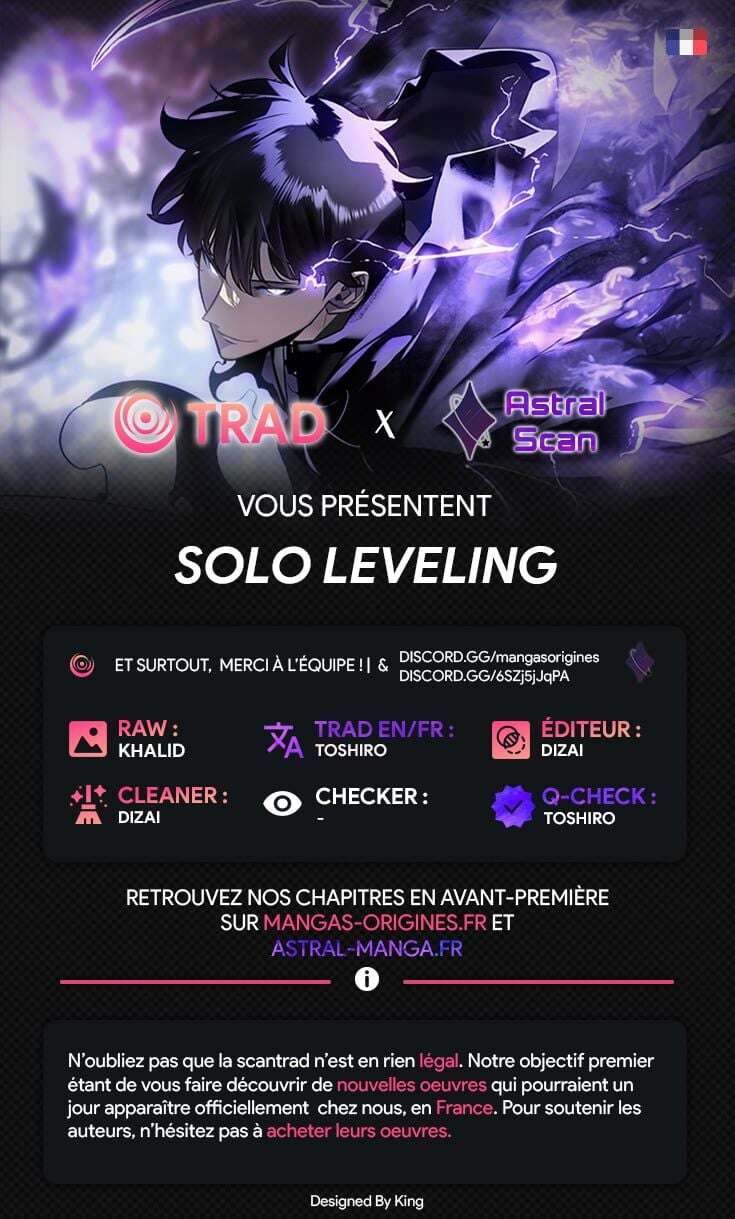 TRAD X Astral Scan
VOUS PRÉSENTENT
SOLO LEVELING
ET SURTOUT, MERCI À L'ÉQUIPE ! | & DISCORD.GG/mangasorigines
DISCORD.GG/6SZj5jJqPA
RAW :
KHALID
TRAD EN/FR :
TOSHIRO
ÉDITEUR :
DIZAI
CLEANER :
DIZAI
CHECKER :
-
Q-CHECK :
TOSHIRO
RETROUVEZ NOS CHAPITRES EN AVANT-PREMIÈRE
SUR MANGAS-ORIGINES.FR ET
ASTRAL-MANGA.FR
N'oubliez pas que la scantrad n'est en rien légal. Notre objectif premier
étant de vous faire découvrir de nouvelles oeuvres qui pourraient un
jour apparaître officiellement chez nous, en France. Pour soutenir les
auteurs, n'hésitez pas à acheter leurs oeuvres.
Designed By King